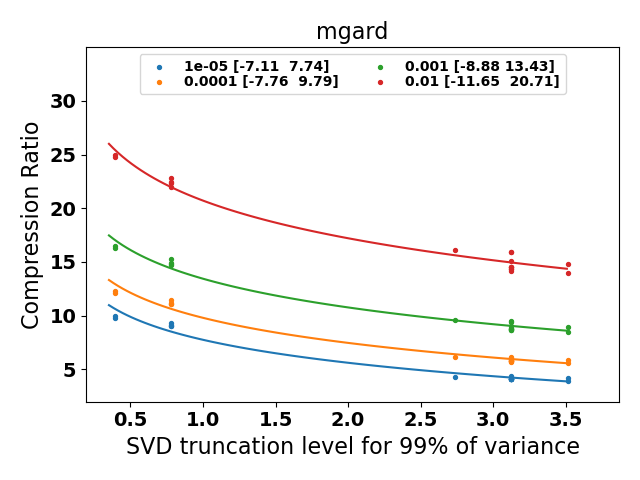 mgard
1e-05 [-7.11  7.74]
0.0001 [-7.76  9.79]
0.001 [-8.88 13.43]
0.01 [-11.65  20.71]
Compression Ratio
30
25
20
15
10
5
0.5 1.0 1.5 2.0 2.5 3.0 3.5
SVD truncation level for 99% of variance